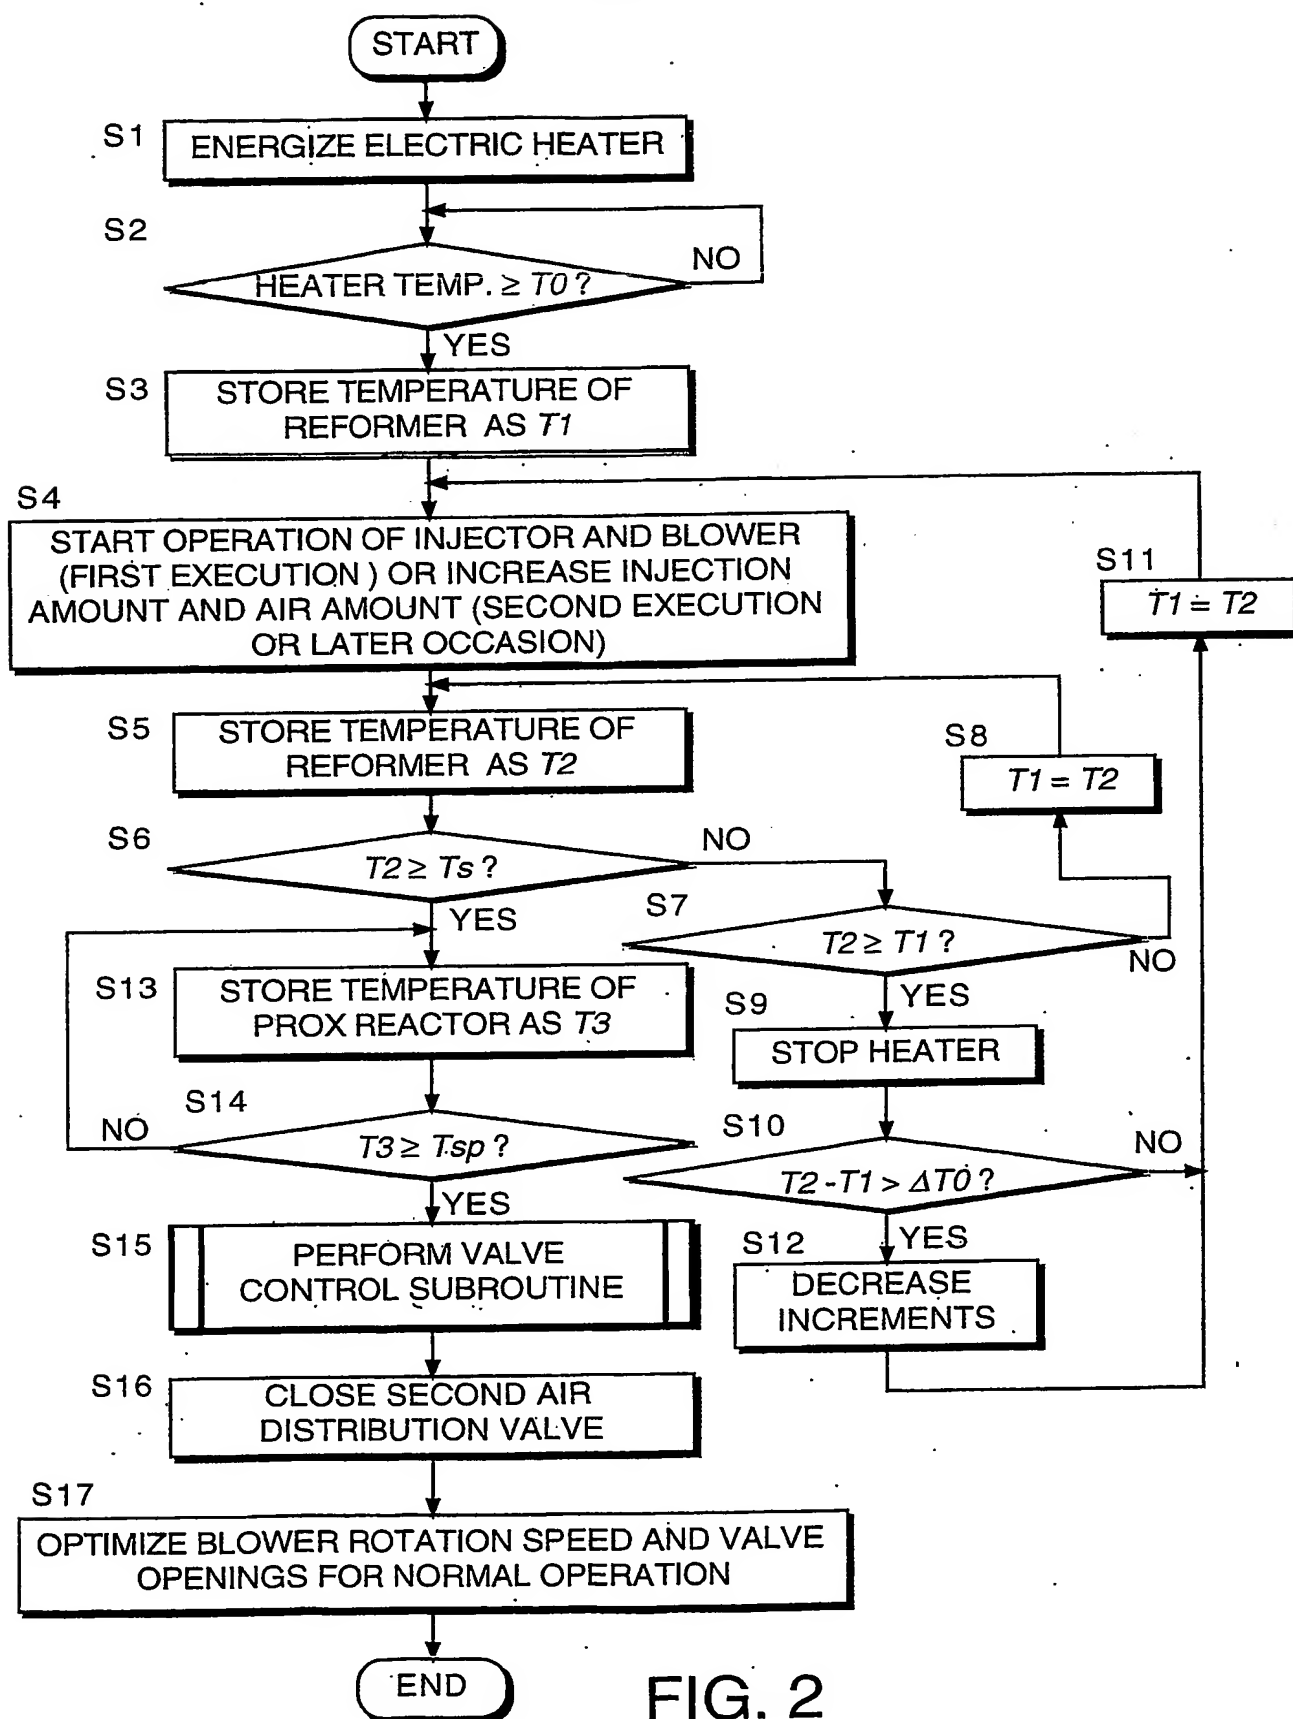 START
S1
ENERGIZE ELECTRIC HEATER
S2
HEATER TEMP. ≥ T0 ?
NO
YES
S3
STORE TEMPERATURE OF
REFORMER AS T1
S4
START OPERATION OF INJECTOR AND BLOWER
(FIRST EXECUTION ) OR INCREASE INJECTION
AMOUNT AND AIR AMOUNT (SECOND EXECUTION
OR LATER OCCASION)
S11
T1 = T2
S5
STORE TEMPERATURE OF
REFORMER AS T2
S8
T1 = T2
S6
T2 ≥ Ts ?
NO
YES
S7
T2 ≥ T1 ?
NO
YES
S13
STORE TEMPERATURE OF
PROX REACTOR AS T3
S9
STOP HEATER
S14
T3 ≥ Tsp ?
NO
YES
S10
T2 - T1 > ΔT0 ?
NO
YES
S15
PERFORM VALVE
CONTROL SUBROUTINE
S12
DECREASE
INCREMENTS
S16
CLOSE SECOND AIR
DISTRIBUTION VALVE
S17
OPTIMIZE BLOWER ROTATION SPEED AND VALVE
OPENINGS FOR NORMAL OPERATION
END
FIG. 2